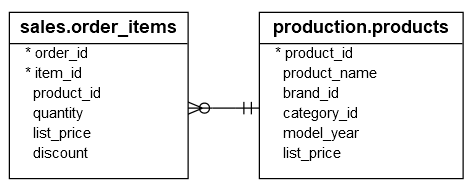 sales.order_items
* order_id
* item_id
product_id
quantity
list_price
discount
production.products
* product_id
product_name
brand_id
category_id
model_year
list_price